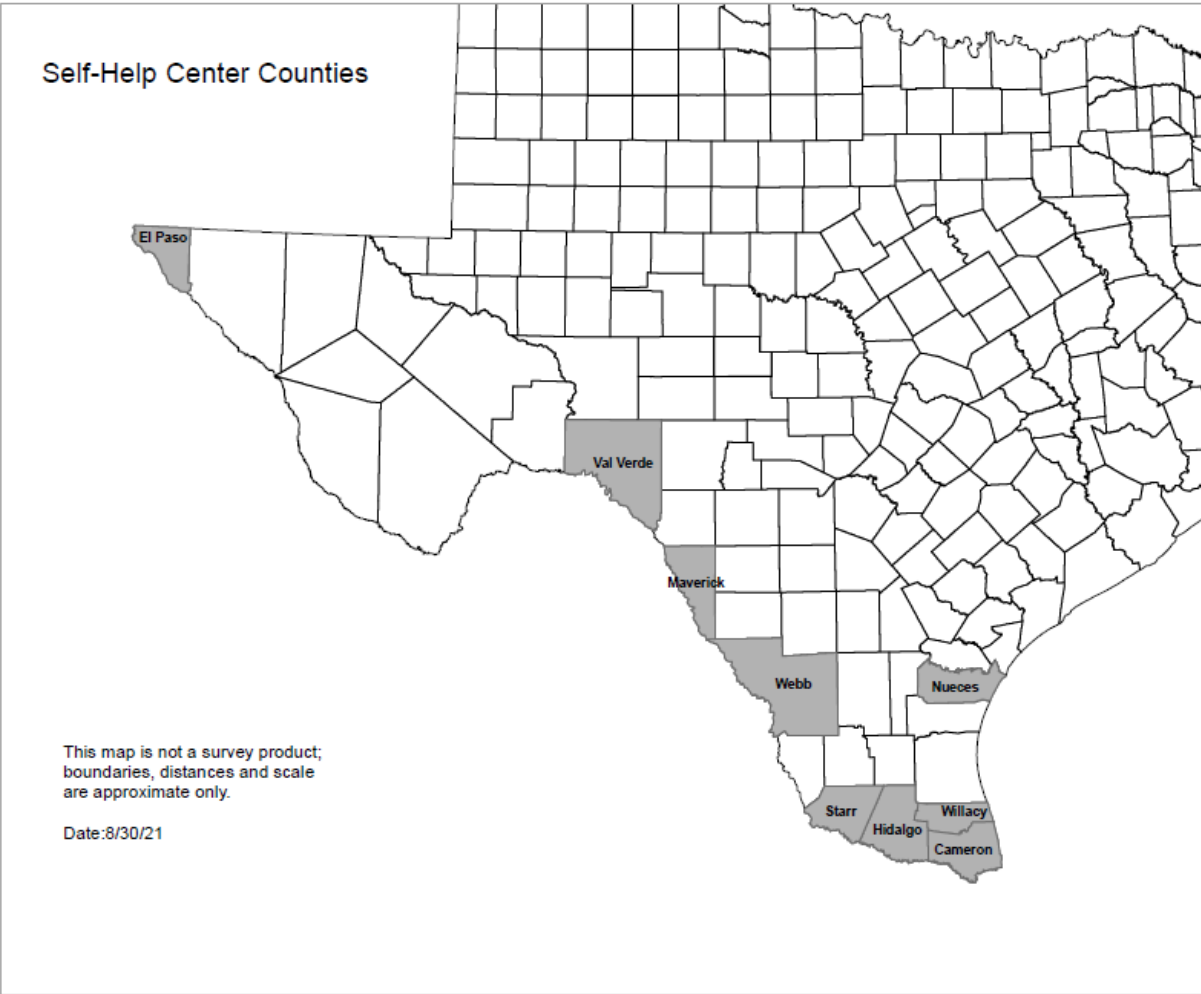 Self-Help Center Counties
El Paso
Val Verde
Maverick
Webb
Nueces
This map is not a survey product;
boundaries, distances and scale
are approximate only.
Date:8/30/21
Starr
Willacy
Hidalgo
Cameron